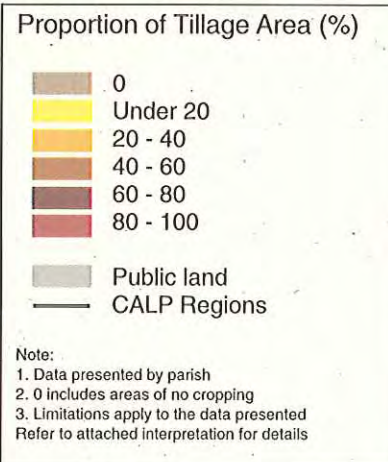 Proportion of Tillage Area (%)
0
Under 20
20 - 40
40 - 60
60 - 80
80 - 100
Public land
CALP Regions
Note:
1. Data presented by parish
2. 0 includes areas of no cropping
3. Limitations apply to the data presented
Refer to attached interpretation for details